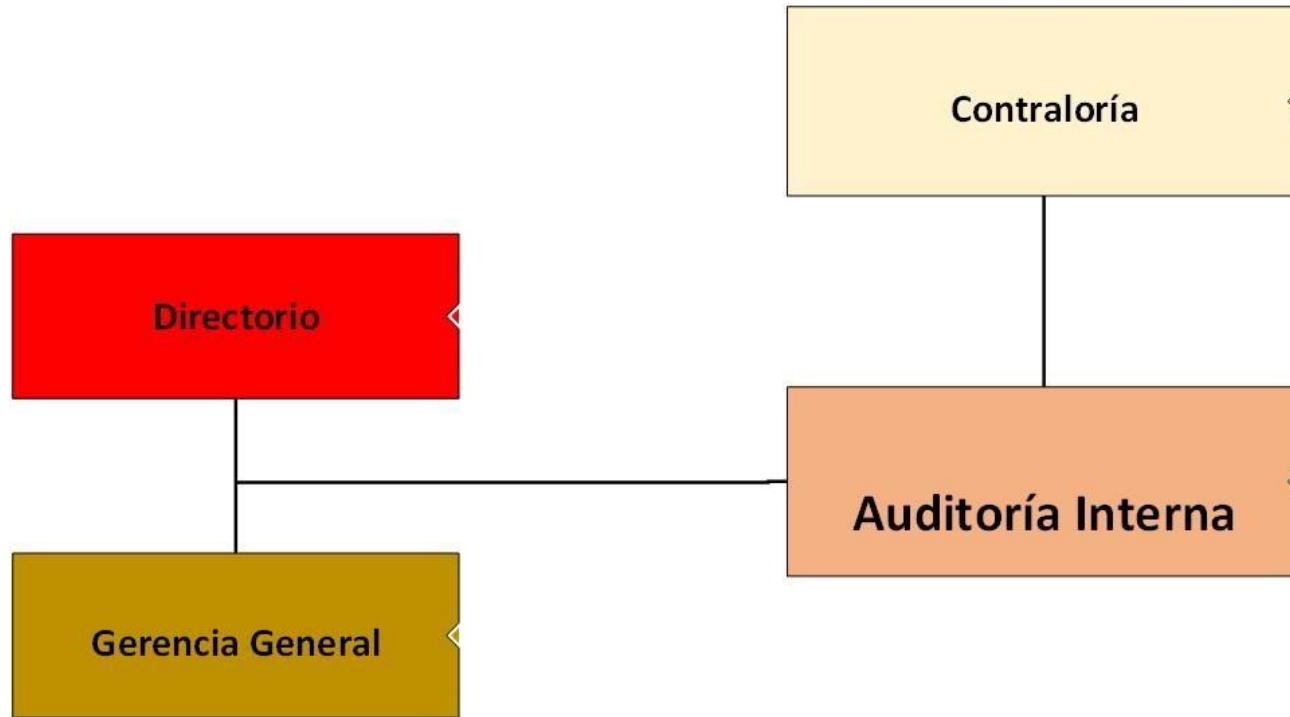 Contraloría
Directorio
Auditoría Interna
Gerencia General